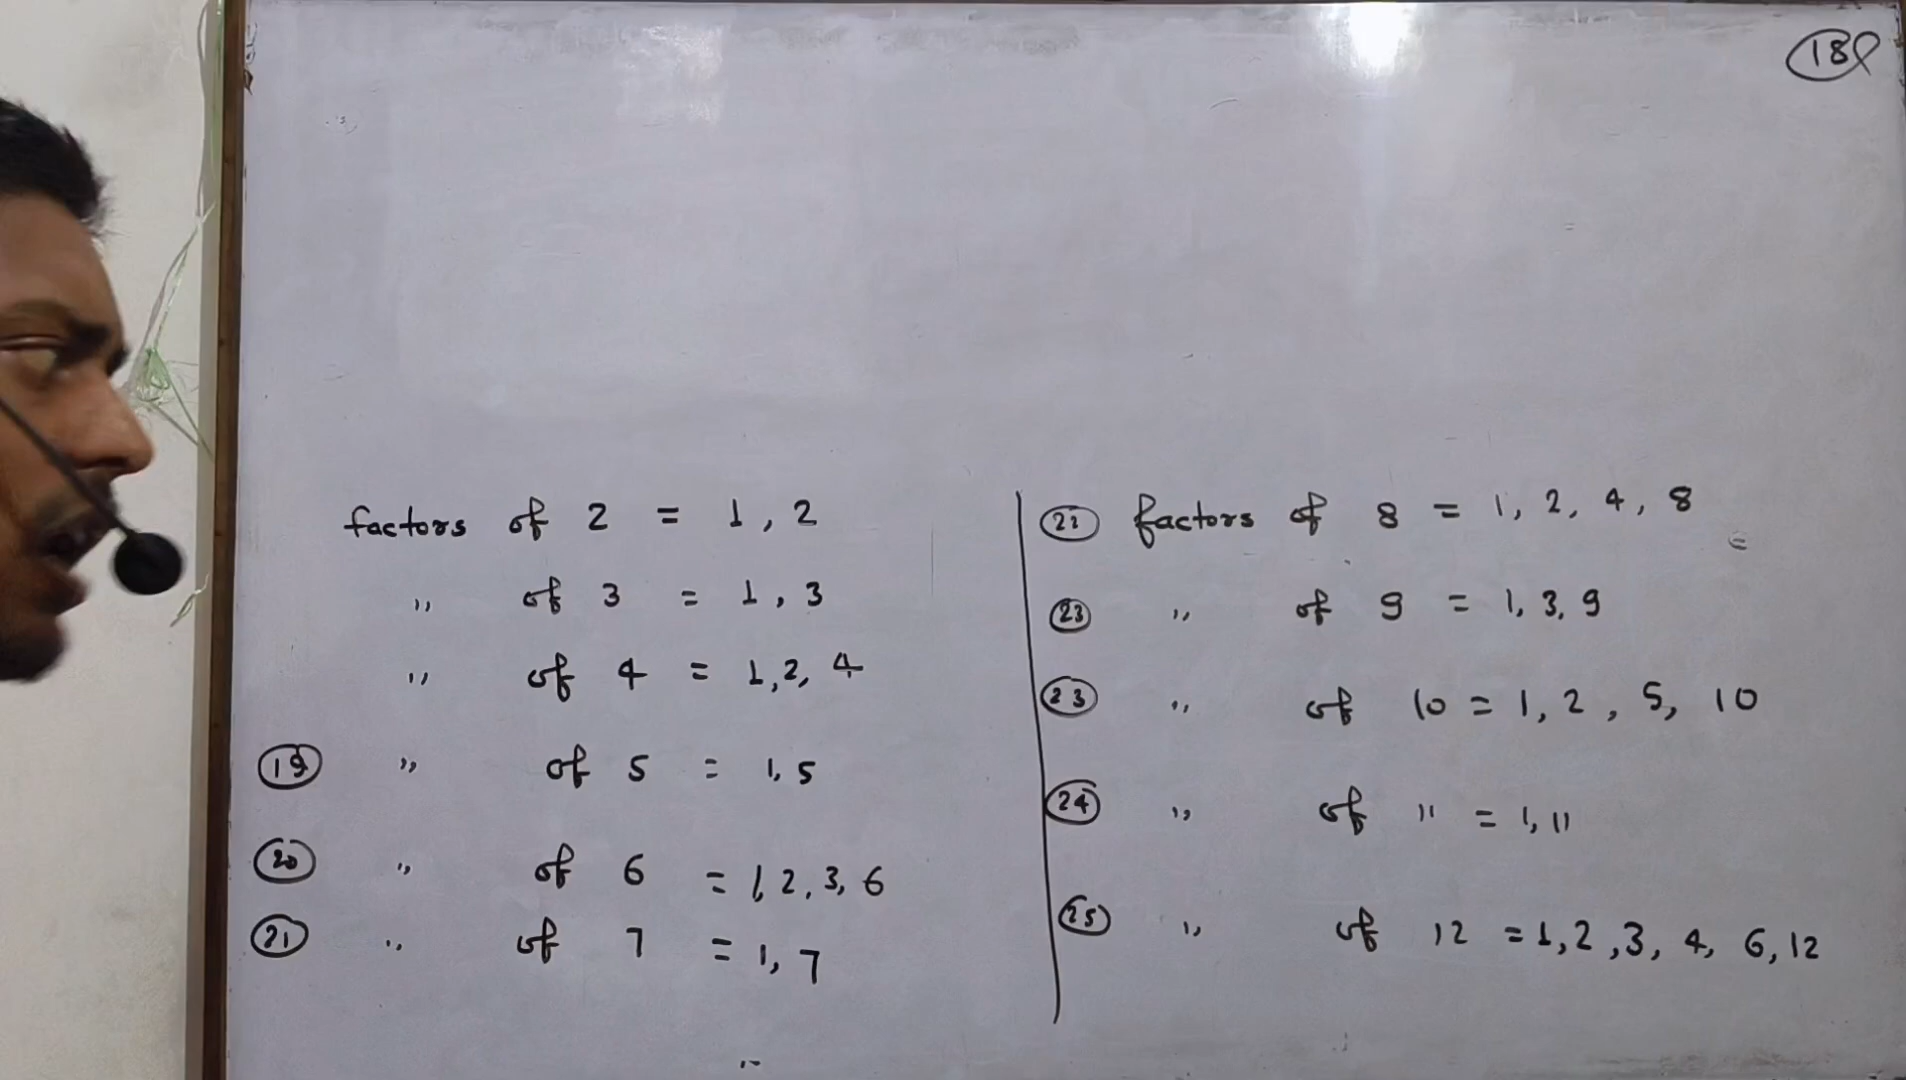 18
factors of 2 = 1, 2
,, of 3 = 1, 3
,, of 4 = 1, 2, 4
19 ,, of 5 = 1, 5
20 ,, of 6 = 1, 2, 3, 6
21 ,, of 7 = 1, 7
22 factors of 8 = 1, 2, 4, 8
23 ,, of 9 = 1, 3, 9
23 ,, of 10 = 1, 2, 5, 10
24 ,, of 11 = 1, 11
25 ,, of 12 = 1, 2, 3, 4, 6, 12